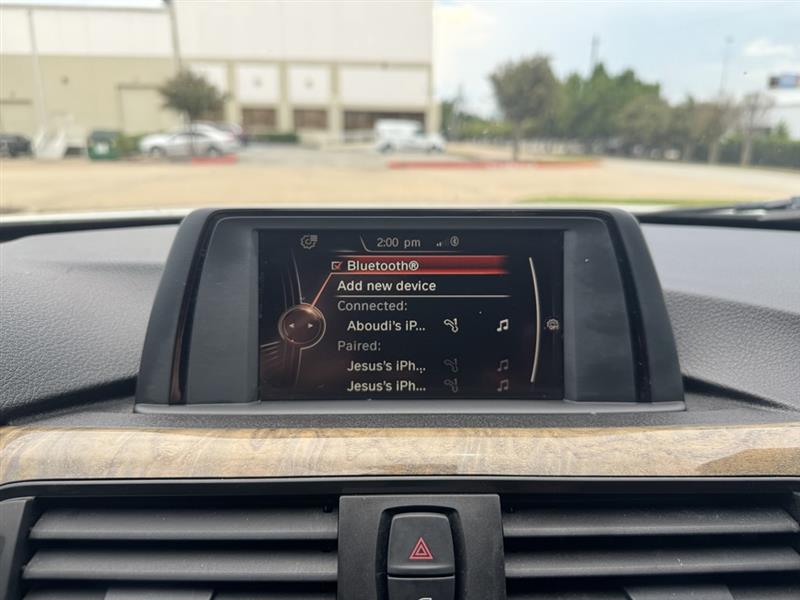 2:00 pm
Bluetooth®
Add new device
Connected:
Aboudi's iP...
Paired:
Jesus's iPh...
Jesus's iPh...